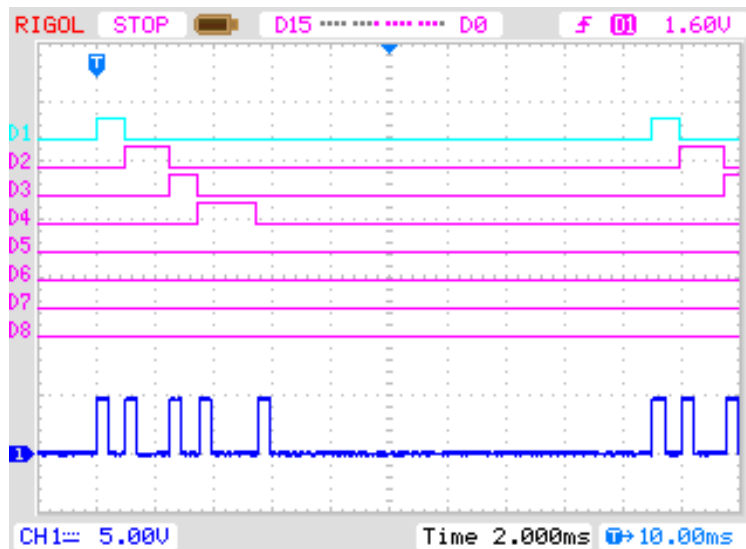 RIGOL STOP D15 D0 D1 1.60V
T
D1
D2
D3
D4
D5
D6
D7
D8
1
CH1 5.00V Time 2.000ms T→10.00ms